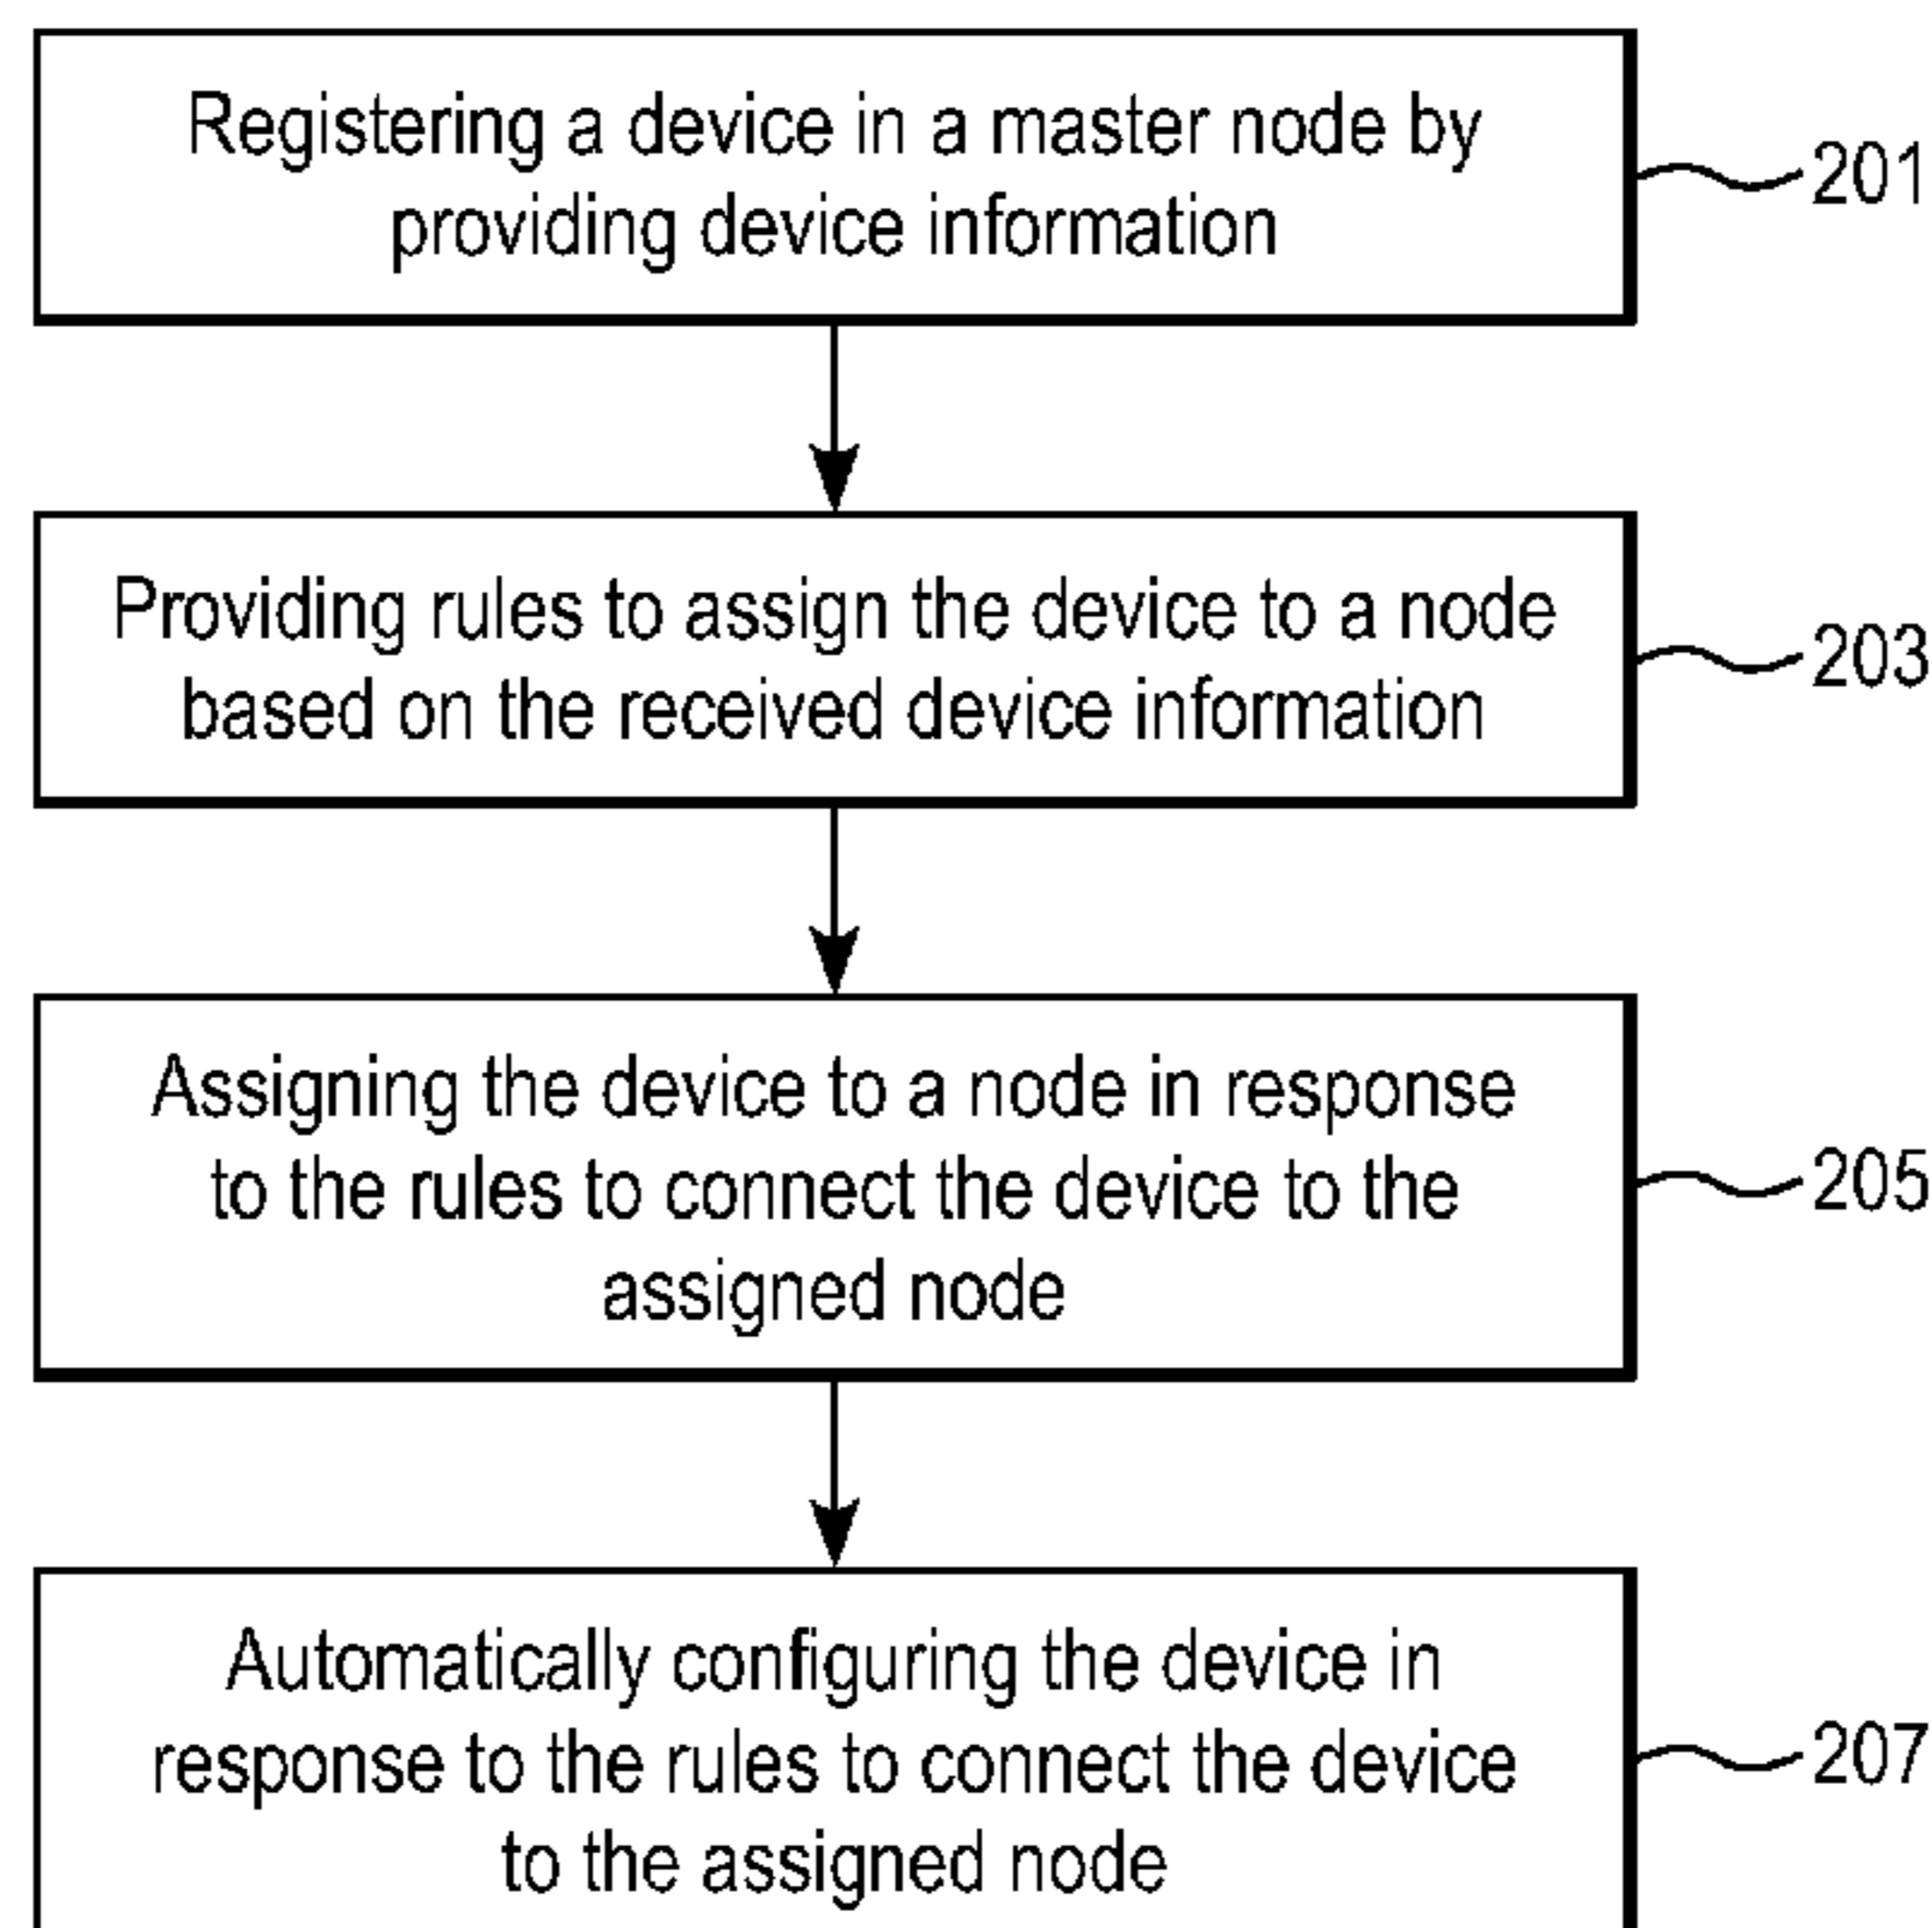 Registering a device in a master node by
providing device information
201
Providing rules to assign the device to a node
based on the received device information
203
Assigning the device to a node in response
to the rules to connect the device to the
assigned node
205
Automatically configuring the device in
response to the rules to connect the device
to the assigned node
207